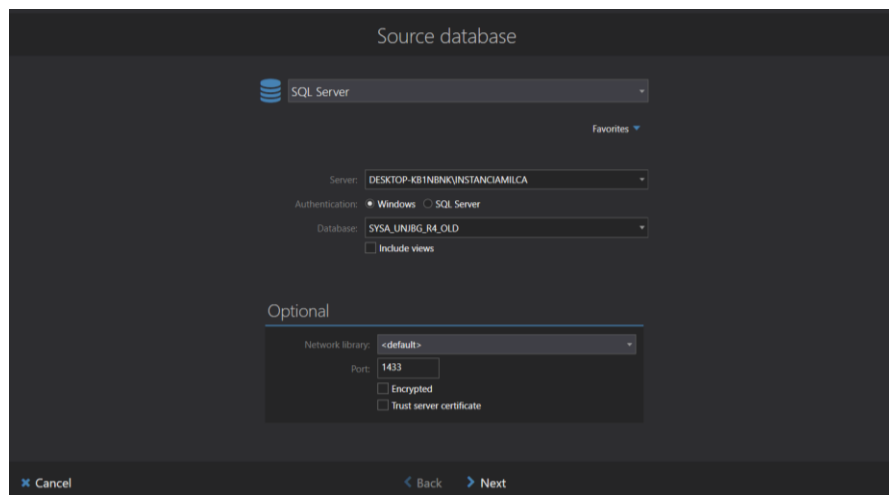 Source database
SQL Server
Favorites
Server: DESKTOP-KB1NBNK\INSTANCIAMILCA
Authentication: Windows SQL Server
Database: SYSA_UNJBG_R4_OLD
Include views
Optional
Network library: <default>
Port: 1433
Encrypted
Trust server certificate
Cancel Back Next